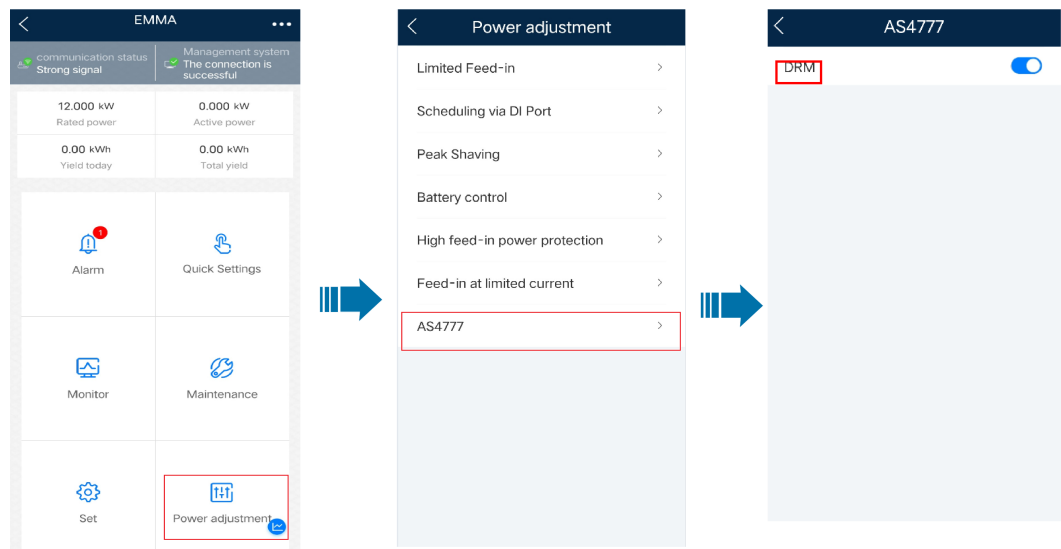 EMMA
communication status
Strong signal
Management system
The connection is
successful
12.000 kW
Rated power
0.000 kW
Active power
0.00 kWh
Yield today
0.00 kWh
Total yield
1
Alarm
Quick Settings
Monitor
Maintenance
Set
Power adjustment
Power adjustment
Limited Feed-in
Scheduling via DI Port
Peak Shaving
Battery control
High feed-in power protection
Feed-in at limited current
AS4777
AS4777
DRM